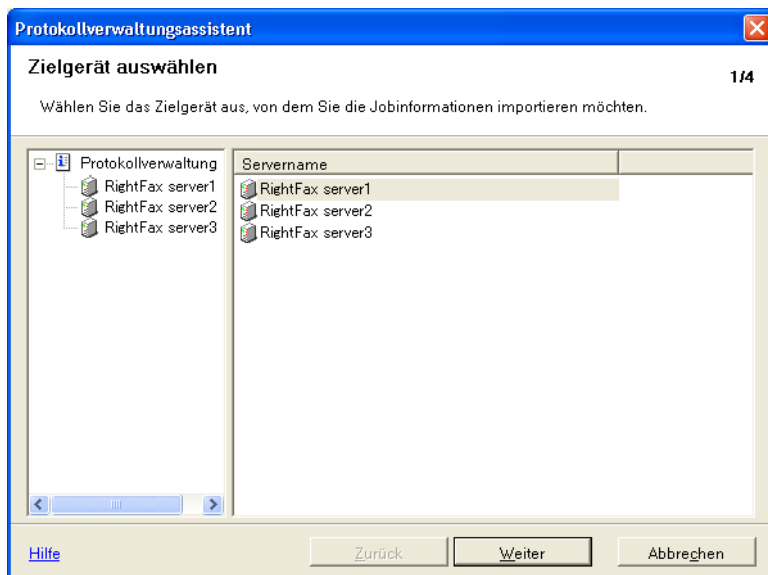 Protokollverwaltungsassistent
Zielgerät auswählen
1/4
Wählen Sie das Zielgerät aus, von dem Sie die Jobinformationen importieren möchten.
Protokollverwaltung
RightFax server1
RightFax server2
RightFax server3
Servername
RightFax server1
RightFax server2
RightFax server3
Hilfe
Zurück
Weiter
Abbrechen